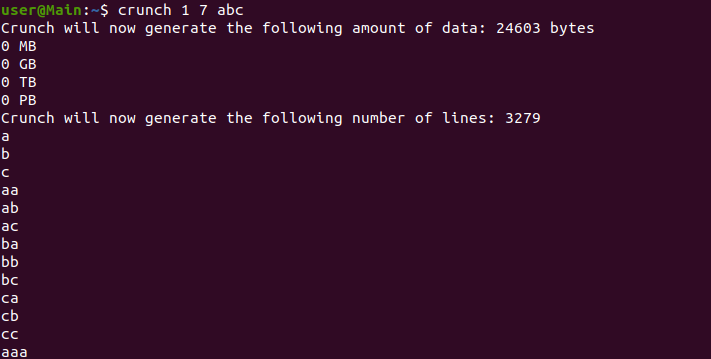 user@Main:~$ crunch 1 7 abc
Crunch will now generate the following amount of data: 24603 bytes
0 MB
0 GB
0 TB
0 PB
Crunch will now generate the following number of lines: 3279
a
b
c
aa
ab
ac
ba
bb
bc
ca
cb
cc
aaa